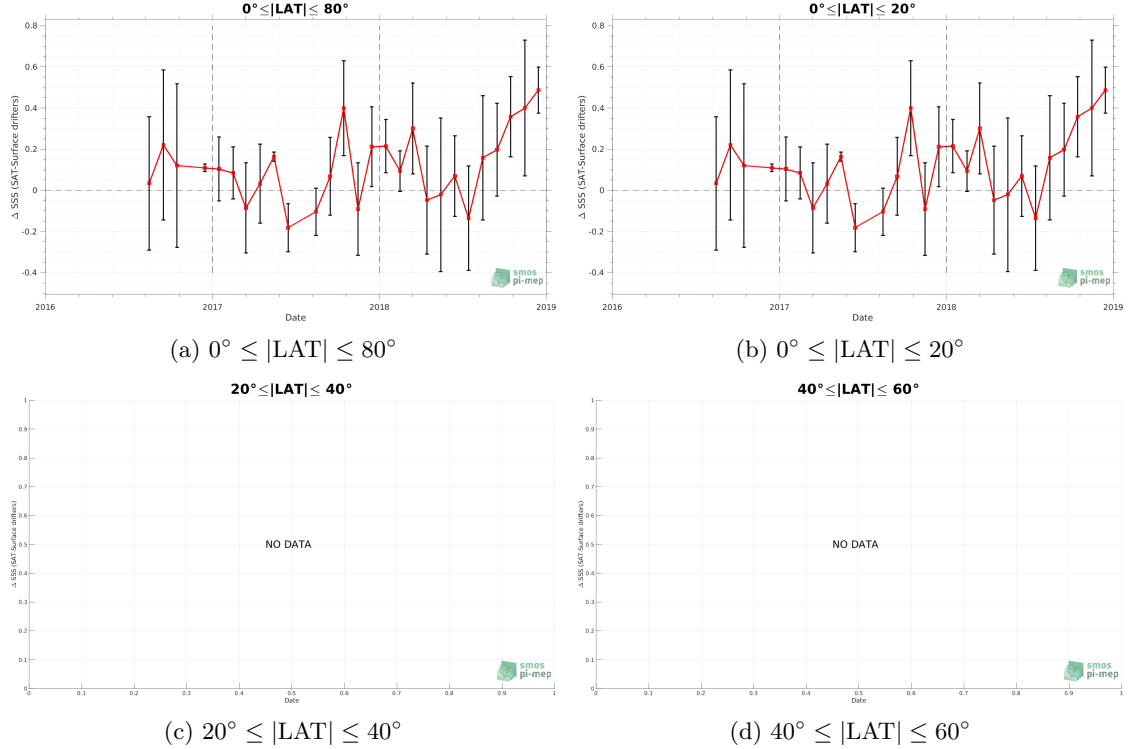 0°≤|LAT|≤ 80°
Δ SSS (SAT-Surface drifters)
0.8
0.6
0.4
0.2
0
-0.2
-0.4
2016
2017
2018
2019
Date
smos
pi-mep
(a) 0° ≤ |LAT| ≤ 80°
0°≤|LAT|≤ 20°
Δ SSS (SAT-Surface drifters)
0.8
0.6
0.4
0.2
0
-0.2
-0.4
2016
2017
2018
2019
Date
smos
pi-mep
(b) 0° ≤ |LAT| ≤ 20°
20°≤|LAT|≤ 40°
Δ SSS (SAT-Surface drifters)
1
0.9
0.8
0.7
0.6
0.5
0.4
0.3
0.2
0.1
0
NO DATA
0
0.1
0.2
0.3
0.4
0.5
0.6
0.7
0.8
0.9
1
Date
smos
pi-mep
(c) 20° ≤ |LAT| ≤ 40°
40°≤|LAT|≤ 60°
Δ SSS (SAT-Surface drifters)
1
0.9
0.8
0.7
0.6
0.5
0.4
0.3
0.2
0.1
0
NO DATA
0
0.1
0.2
0.3
0.4
0.5
0.6
0.7
0.8
0.9
1
Date
smos
pi-mep
(d) 40° ≤ |LAT| ≤ 60°